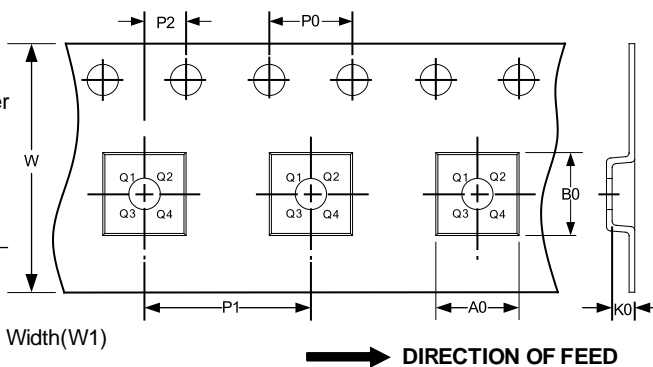 P2 P0
er
W
Q1 Q2 Q1 Q2 Q1 Q2
B0
Q3 Q4 Q3 Q4 Q3 Q4
P1 A0 K0
Width(W1)
DIRECTION OF FEED